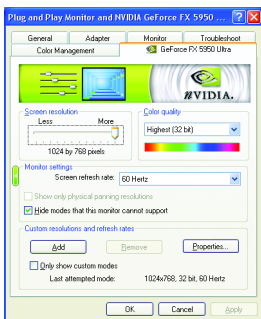 Plug and Play Monitor and NVIDIA GeForce FX 5950 ...
General Adapter Monitor Troubleshoot
Color Management GeForce FX 5950 Ultra
NVIDIA.
Screen resolution
Less More
1024 by 768 pixels
Color quality
Highest (32 bit)
Monitor settings
Screen refresh rate: 60 Hertz
Show only physical panning resolutions
Hide modes that this monitor cannot support
Custom resolutions and refresh rates
Add Remove Properties...
Only show custom modes
Last attempted mode: 1024x768, 32 bit, 60 Hertz
OK Cancel Apply